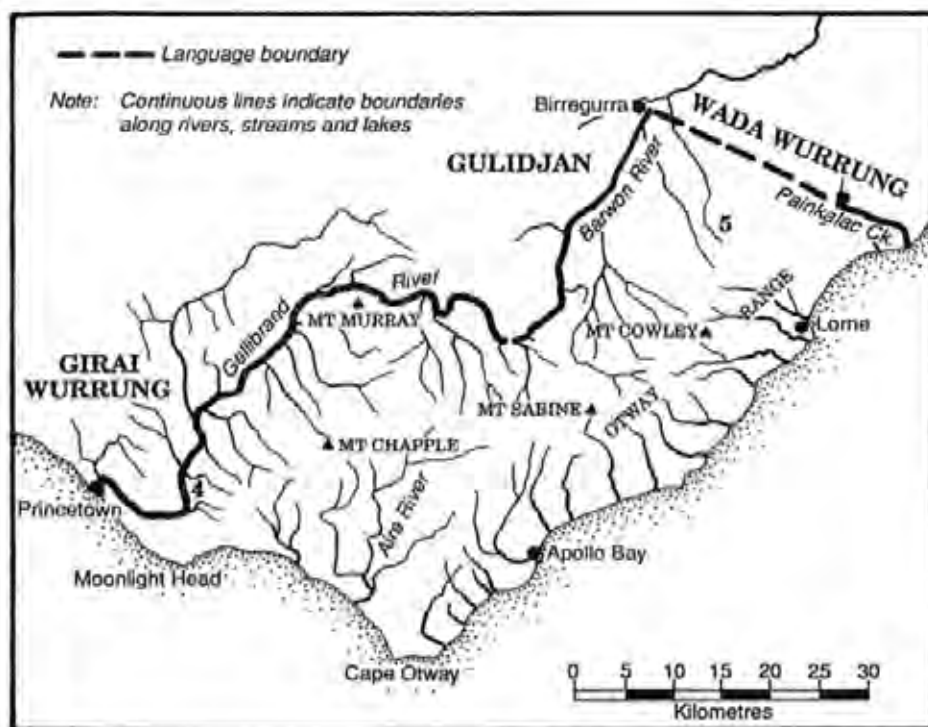 Language boundary
Note: Continuous lines indicate boundaries
along rivers, streams and lakes
Birregurra
WADA WURRUNG
GULIDJAN
Barwon River
Painkalac Ck.
5
River
Gellibrand
MT MURRAY
RANGE
MT COWLEY
Lorne
GIRAI
WURRUNG
MT SABINE
OTWAY
MT CHAPPLE
4
Princetown
Aire River
Apollo Bay
Moonlight Head
Cape Otway
0 5 10 15 20 25 30
Kilometres